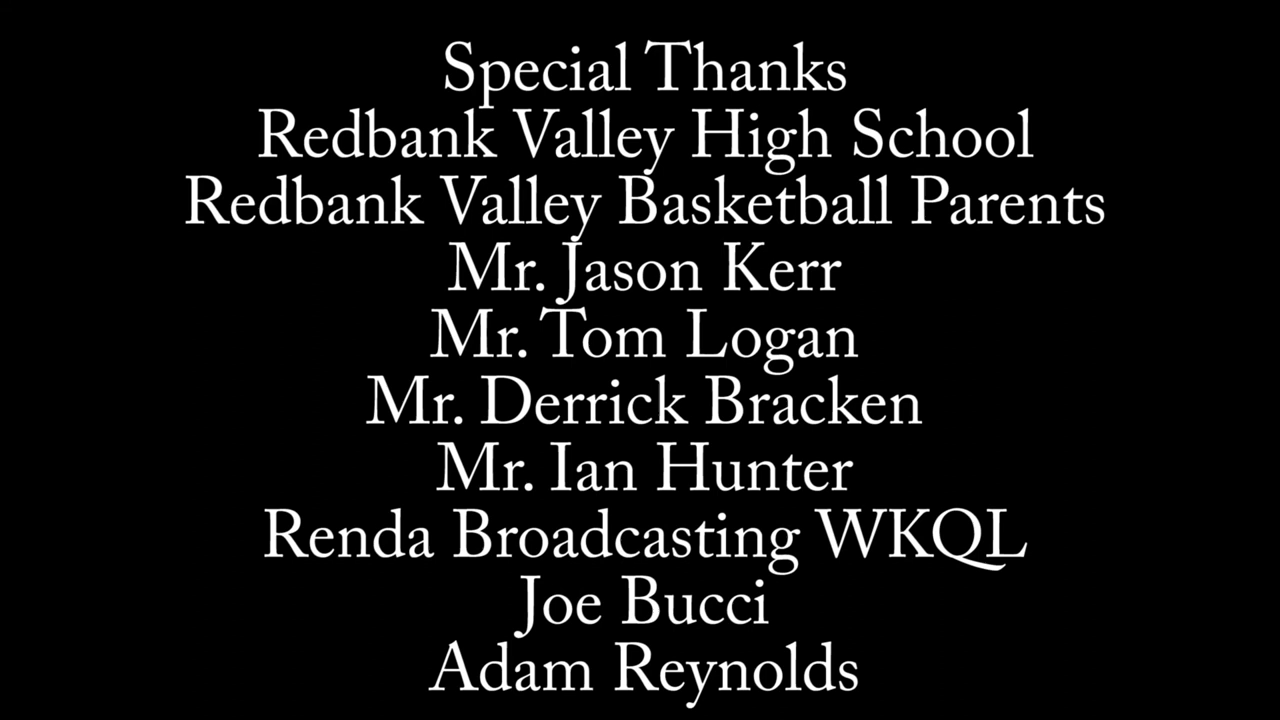 Special Thanks
Redbank Valley High School
Redbank Valley Basketball Parents
Mr. Jason Kerr
Mr. Tom Logan
Mr. Derrick Bracken
Mr. Ian Hunter
Renda Broadcasting WKQL
Joe Bucci
Adam Reynolds